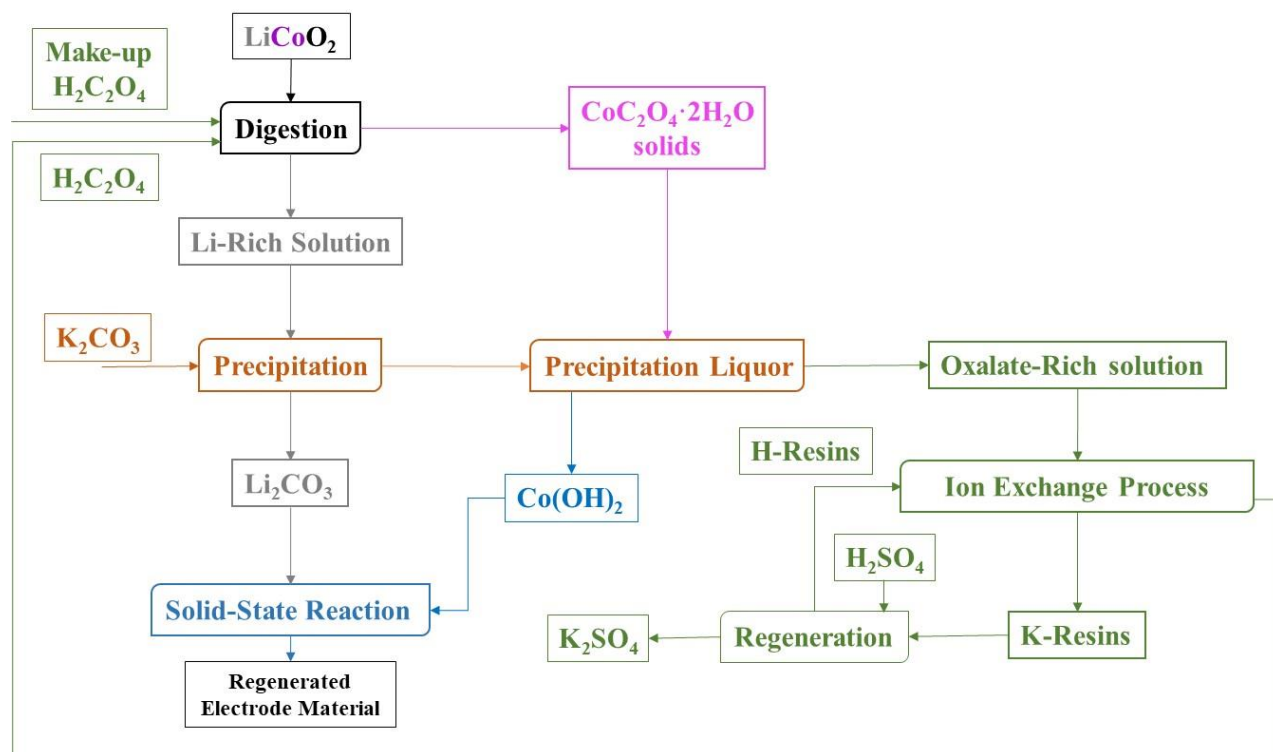 LiCoO₂
Make-up
H₂C₂O₄
Digestion
CoC₂O₄·2H₂O
solids
H₂C₂O₄
Li-Rich Solution
K₂CO₃
Precipitation
Precipitation Liquor
Oxalate-Rich solution
H-Resins
Li₂CO₃
Co(OH)₂
Ion Exchange Process
H₂SO₄
Solid-State Reaction
K₂SO₄
Regeneration
K-Resins
Regenerated
Electrode Material